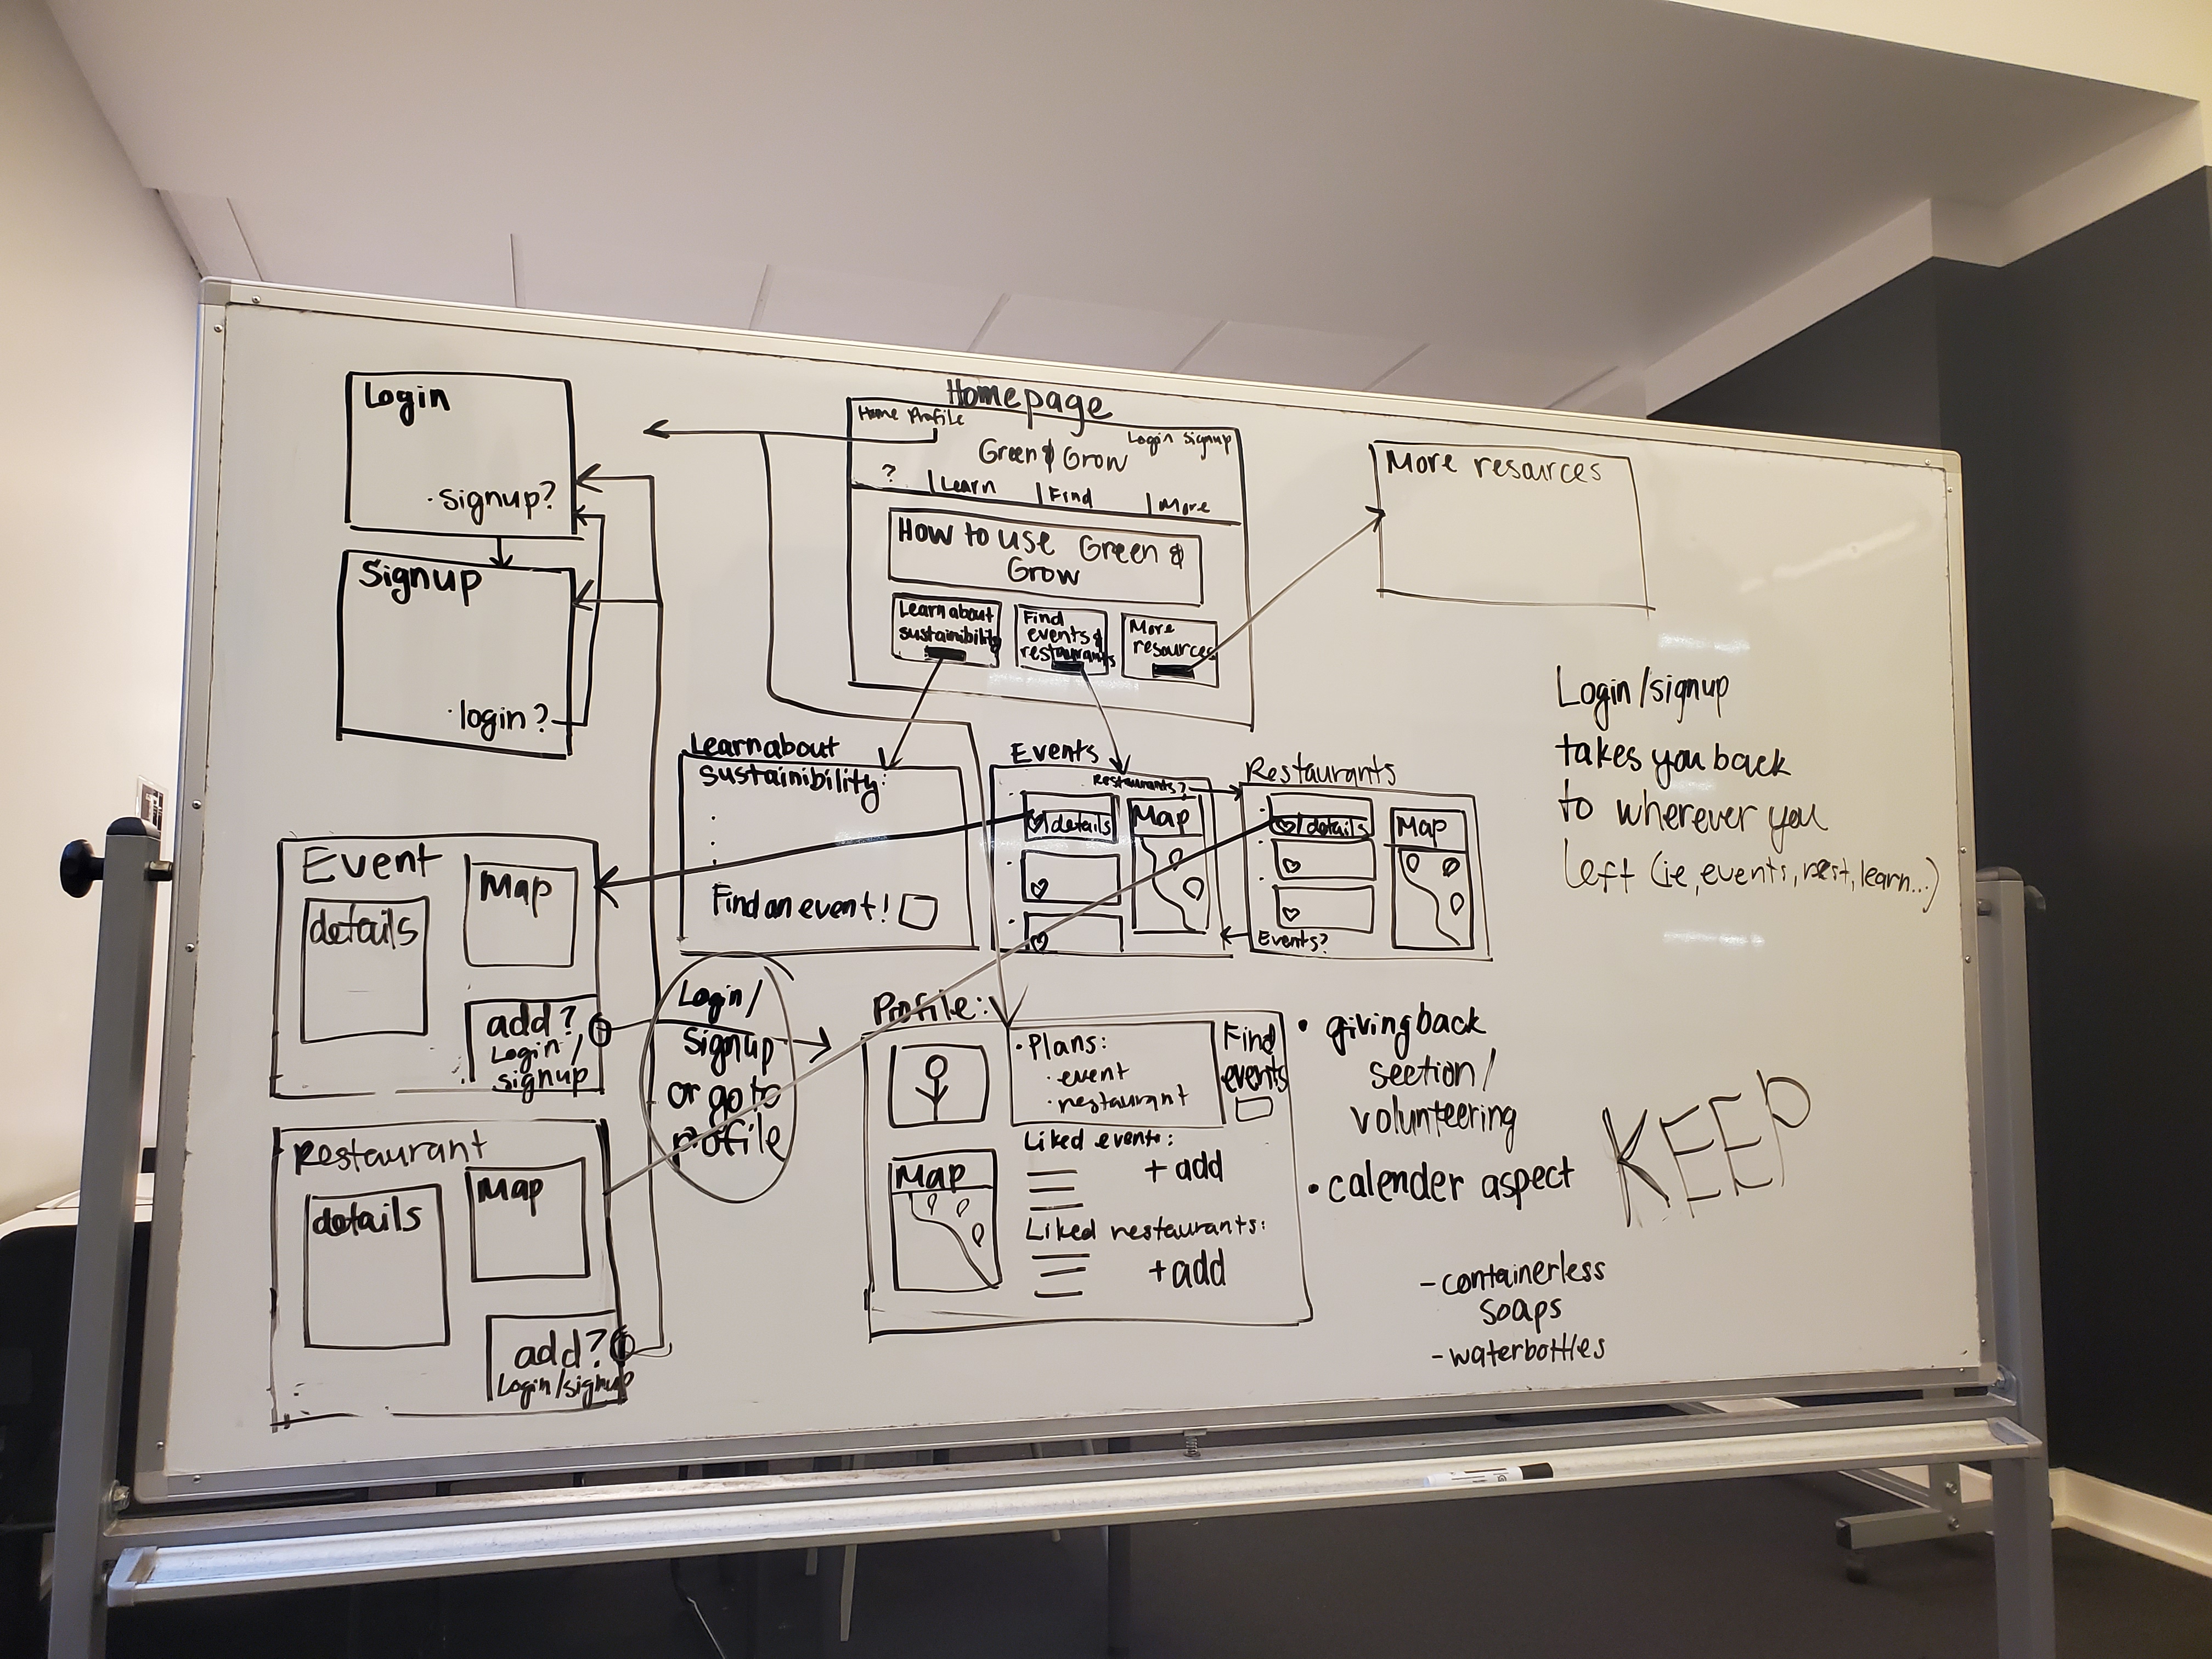 Login
· signup?
Signup
· login?
Homepage
Home Profile
Login Signup
Green & Grow
? | Learn | Find | More
How to use Green &
Grow
Learn about
sustainibility
Find
events &
restaurants
More
resources
More resources
Login/signup
takes you back
to wherever you
left (ie, events, rest, learn...)
Learn about
sustainibility:
Find an event!
Events
Restaurants?
details
Map
Restaurants
details
Map
Events?
Event
details
Map
add?
Login/
signup
Restaurant
details
Map
add?
Login/signup
Login/
Signup
or go to
profile
Profile:
Map
· Plans:
· event
· restaurant
Find
events
Liked events:
+ add
Liked restaurants:
+ add
• giving back
section/
volunteering
• calender aspect
KEEP
- containerless
soaps
- waterbottles